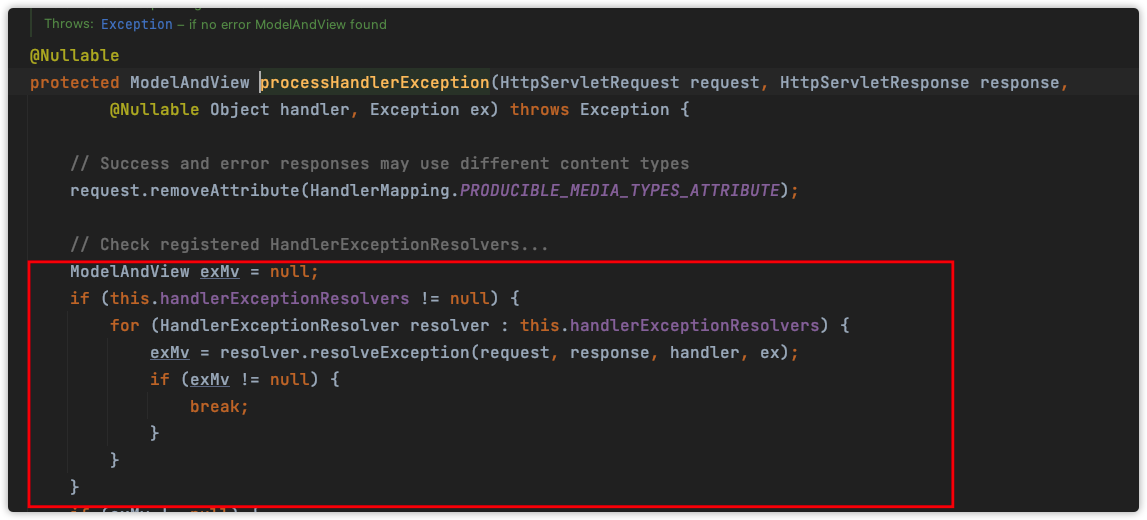 Throws: Exception – if no error ModelAndView found
@Nullable
protected ModelAndView processHandlerException(HttpServletRequest request, HttpServletResponse response,
        @Nullable Object handler, Exception ex) throws Exception {
    // Success and error responses may use different content types
    request.removeAttribute(HandlerMapping.PRODUCIBLE_MEDIA_TYPES_ATTRIBUTE);
    // Check registered HandlerExceptionResolvers...
    ModelAndView exMv = null;
    if (this.handlerExceptionResolvers != null) {
        for (HandlerExceptionResolver resolver : this.handlerExceptionResolvers) {
            exMv = resolver.resolveException(request, response, handler, ex);
            if (exMv != null) {
                break;
            }
        }
    }